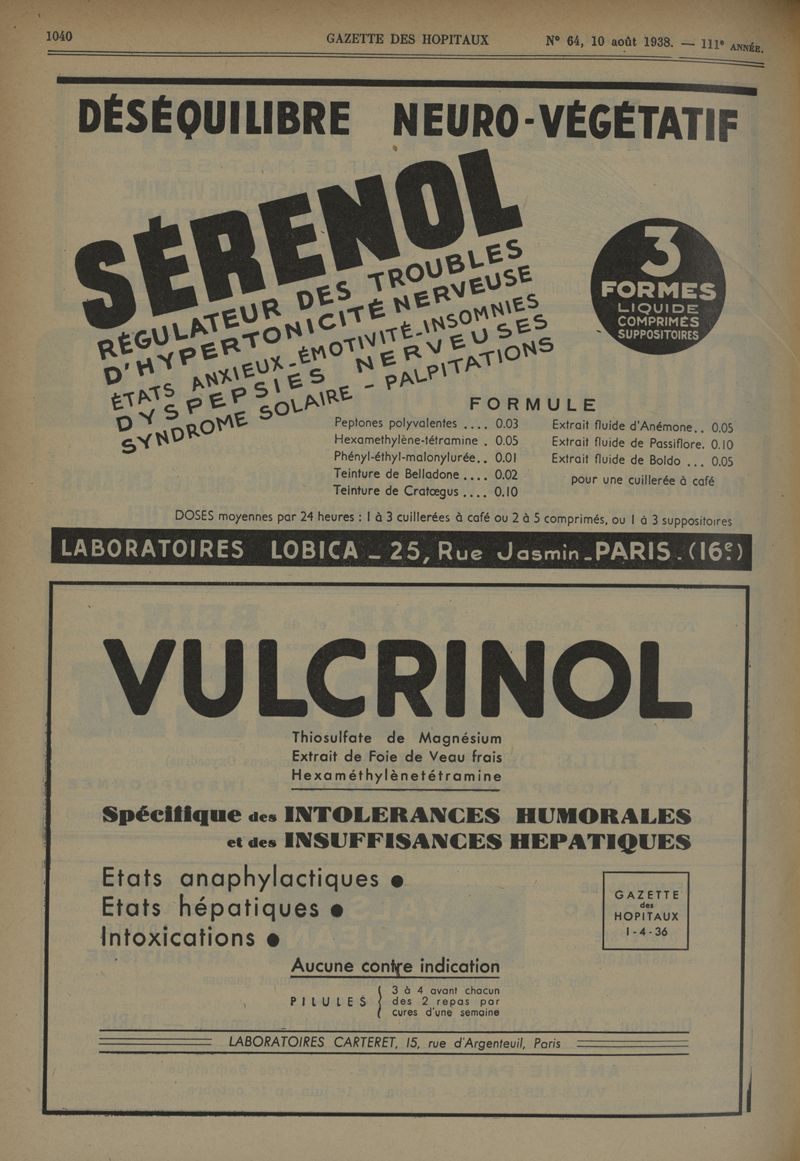 1040
GAZETTE DES HOPITAUX
N° 64, 10 août 1938. — 111e ANNÉE.
DÉSÉQUILIBRE NEURO-VÉGÉTATIF
SÉRENOL
RÉGULATEUR DES TROUBLES
D'HYPERTONICITÉ NERVEUSE
ÉTATS ANXIEUX - ÉMOTIVITÉ - INSOMNIES
DYSPEPSIES NERVEUSES
SYNDROME SOLAIRE - PALPITATIONS
3
FORMES
LIQUIDE
COMPRIMÉS
SUPPOSITOIRES
FORMULE
Peptones polyvalentes .... 0.03
Hexamethylène-tétramine . 0.05
Phényl-éthyl-malonylurée.. 0.01
Teinture de Belladone .... 0.02
Teinture de Cratœgus .... 0.10
Extrait fluide d'Anémone.. 0.05
Extrait fluide de Passiflore. 0.10
Extrait fluide de Boldo ... 0.05
pour une cuillerée à café
DOSES moyennes par 24 heures : 1 à 3 cuillerées à café ou 2 à 5 comprimés, ou 1 à 3 suppositoires
LABORATOIRES LOBICA - 25, Rue Jasmin - PARIS. (16e)
VULCRINOL
Thiosulfate de Magnésium
Extrait de Foie de Veau frais
Hexaméthylènetétramine
Spécifique des INTOLERANCES HUMORALES
et des INSUFFISANCES HEPATIQUES
Etats anaphylactiques ●
Etats hépatiques ●
Intoxications ●
GAZETTE
des
HOPITAUX
1-4-36
Aucune contre indication
PILULES { 3 à 4 avant chacun
des 2 repas par
cures d'une semaine
LABORATOIRES CARTERET, 15, rue d'Argenteuil, Paris